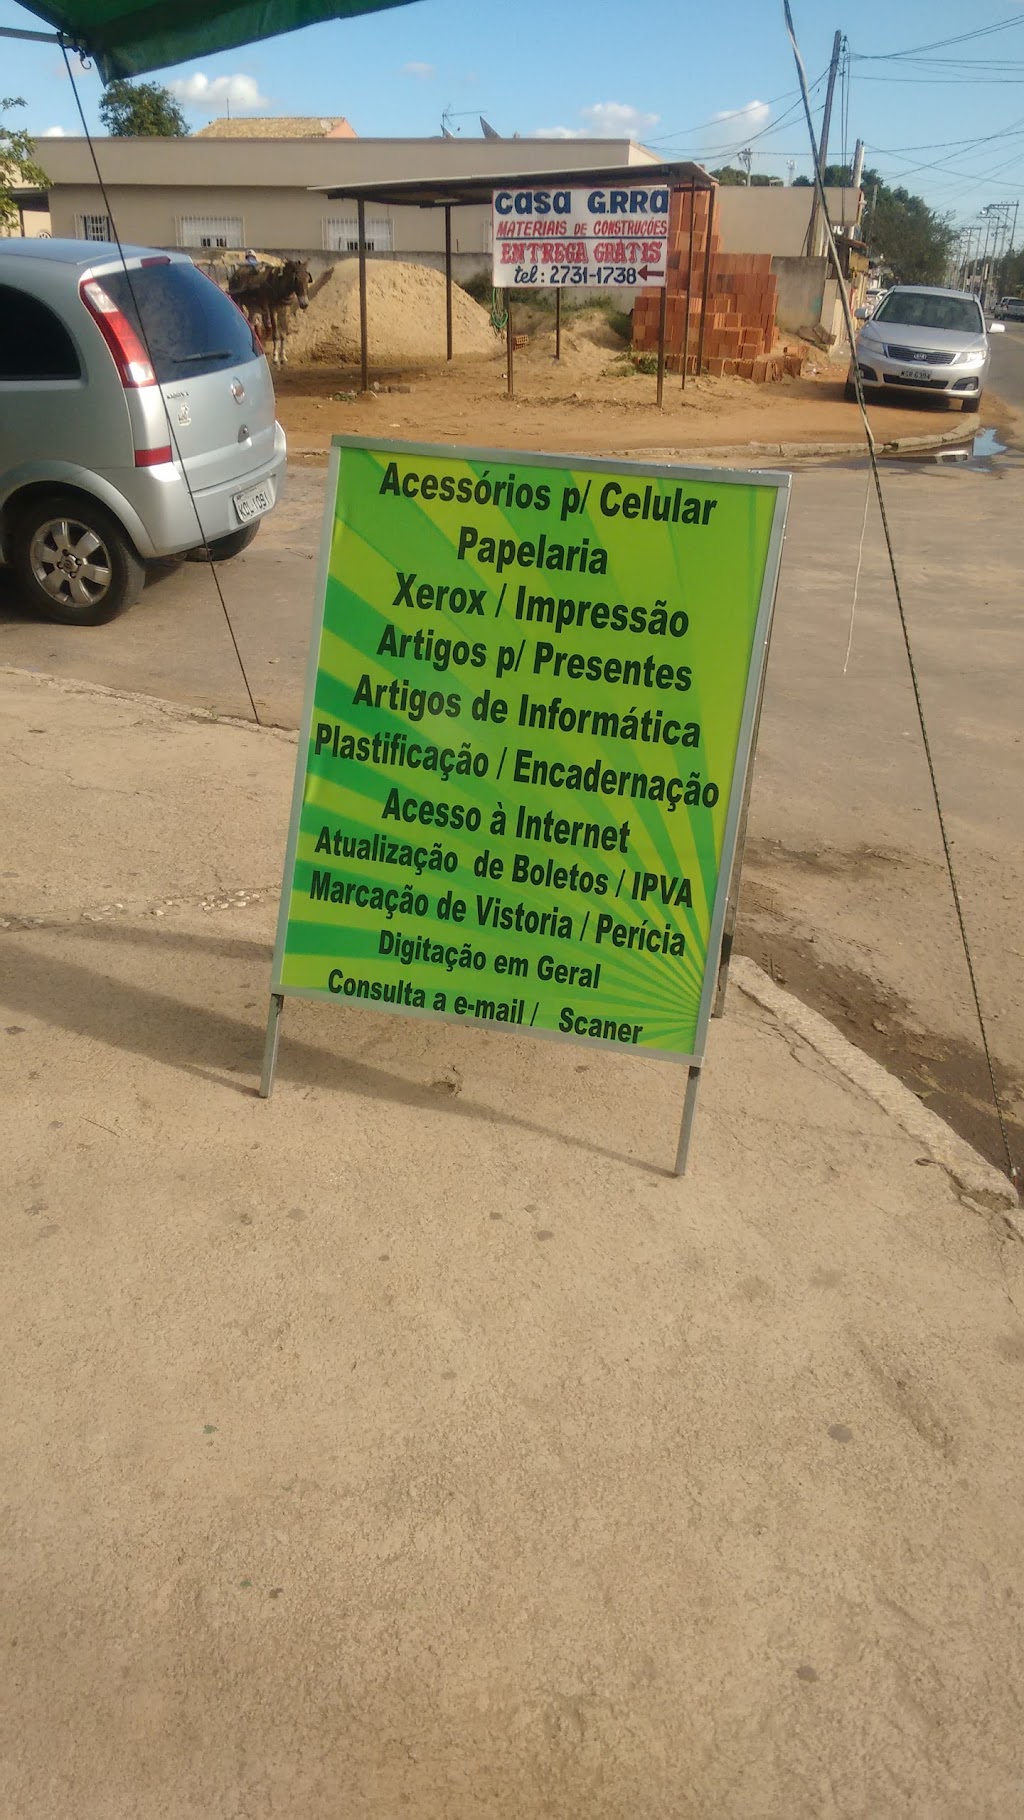 CASA GRRA
MATERIAIS DE CONSTRUÇÕES
ENTREGA GRÁTIS
tel: 2731-1738
Acessórios p/ Celular
Papelaria
Xerox / Impressão
Artigos p/ Presentes
Artigos de Informática
Plastificação / Encadernação
Acesso à Internet
Atualização de Boletos / IPVA
Marcação de Vistoria / Perícia
Digitação em Geral
Consulta a e-mail / Scaner